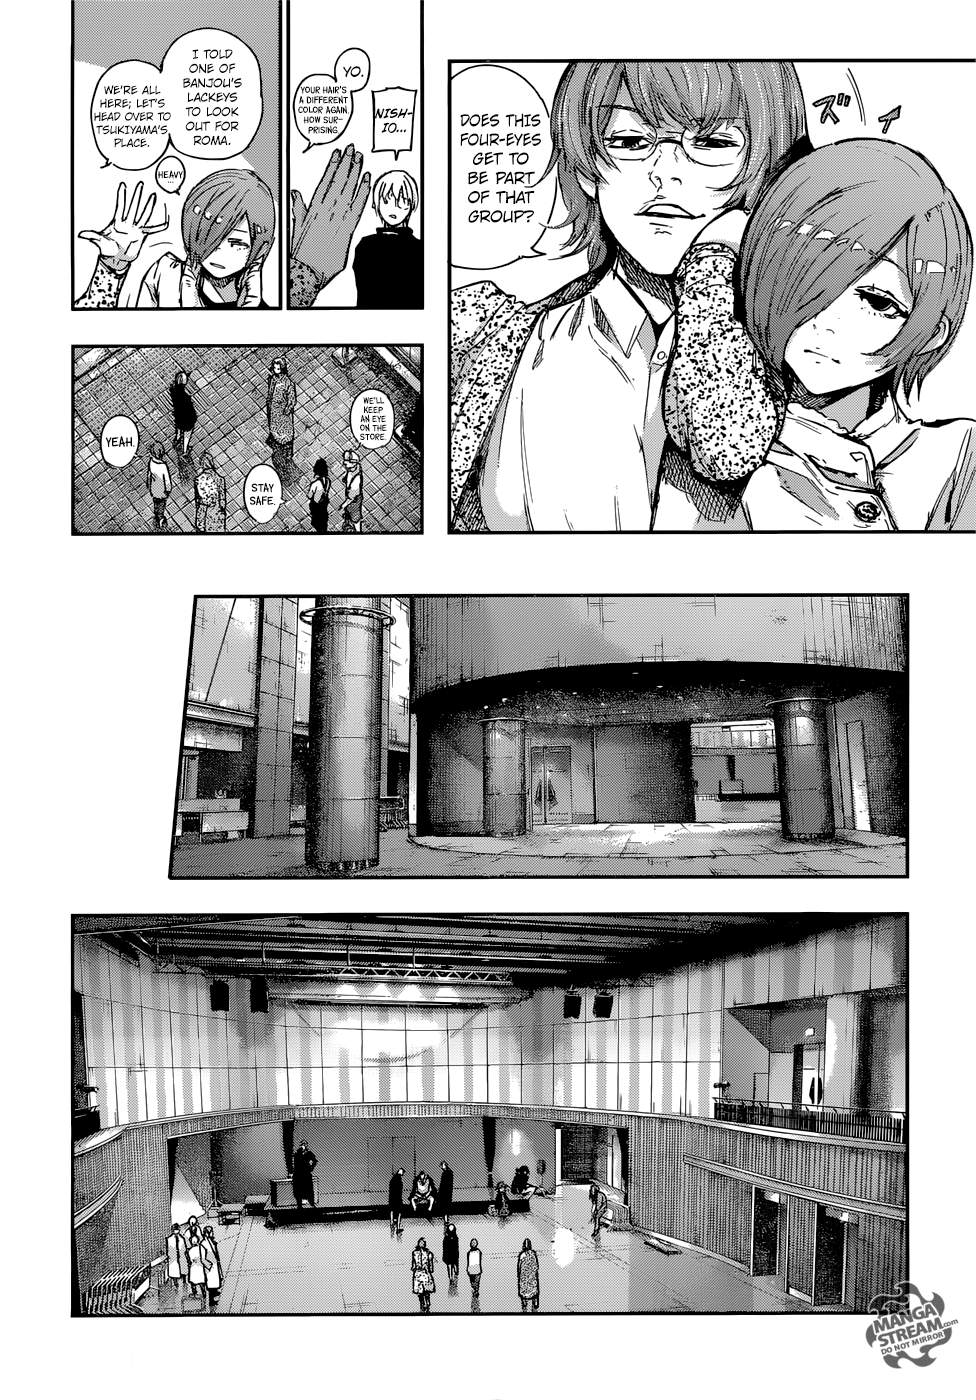 DOES THIS
FOUR-EYES
GET TO
BE PART
OF THAT
GROUP?
ズ
イ
NISH-
IO...
YO.
YOUR HAIR'S
A DIFFERENT
COLOR AGAIN.
HOW SUR-
PRISING.
I TOLD
ONE OF
BANJOU'S
LACKEYS
TO LOOK
OUT FOR
ROMA.
WE'RE ALL
HERE; LET'S
HEAD OVER TO
TSUKIYAMA'S
PLACE.
HEAVY
...
WE'LL
KEEP
AN EYE
ON THE
STORE.
STAY
SAFE.
YEAH.
MANGA
STREAM.com
DO NOT MIRROR